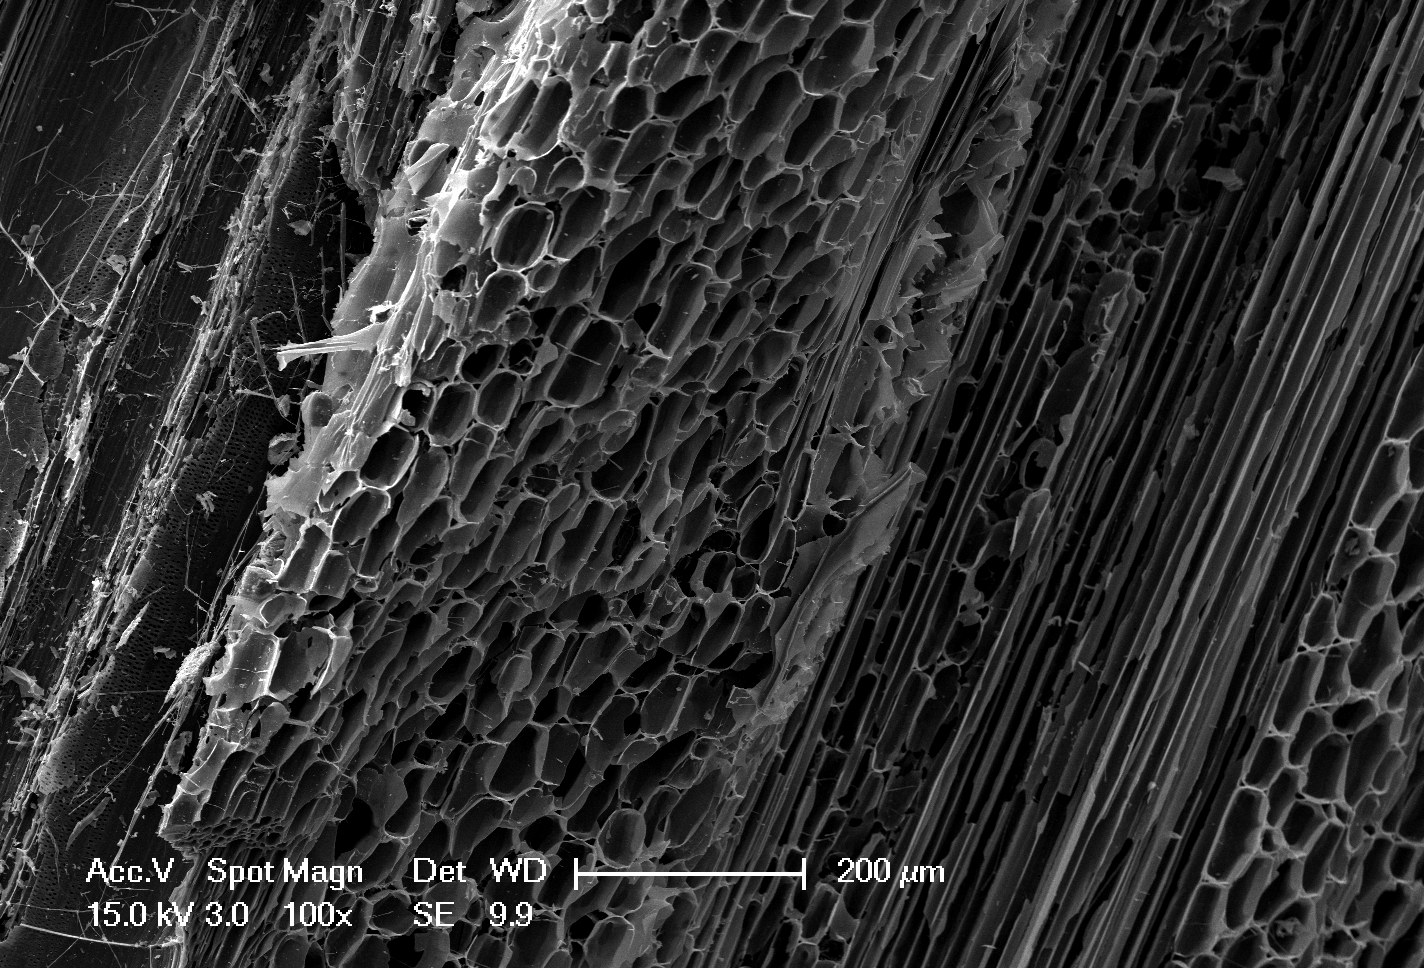 Acc.V Spot Magn Det WD 200 µm
15.0 kV 3.0 100x SE 9.9